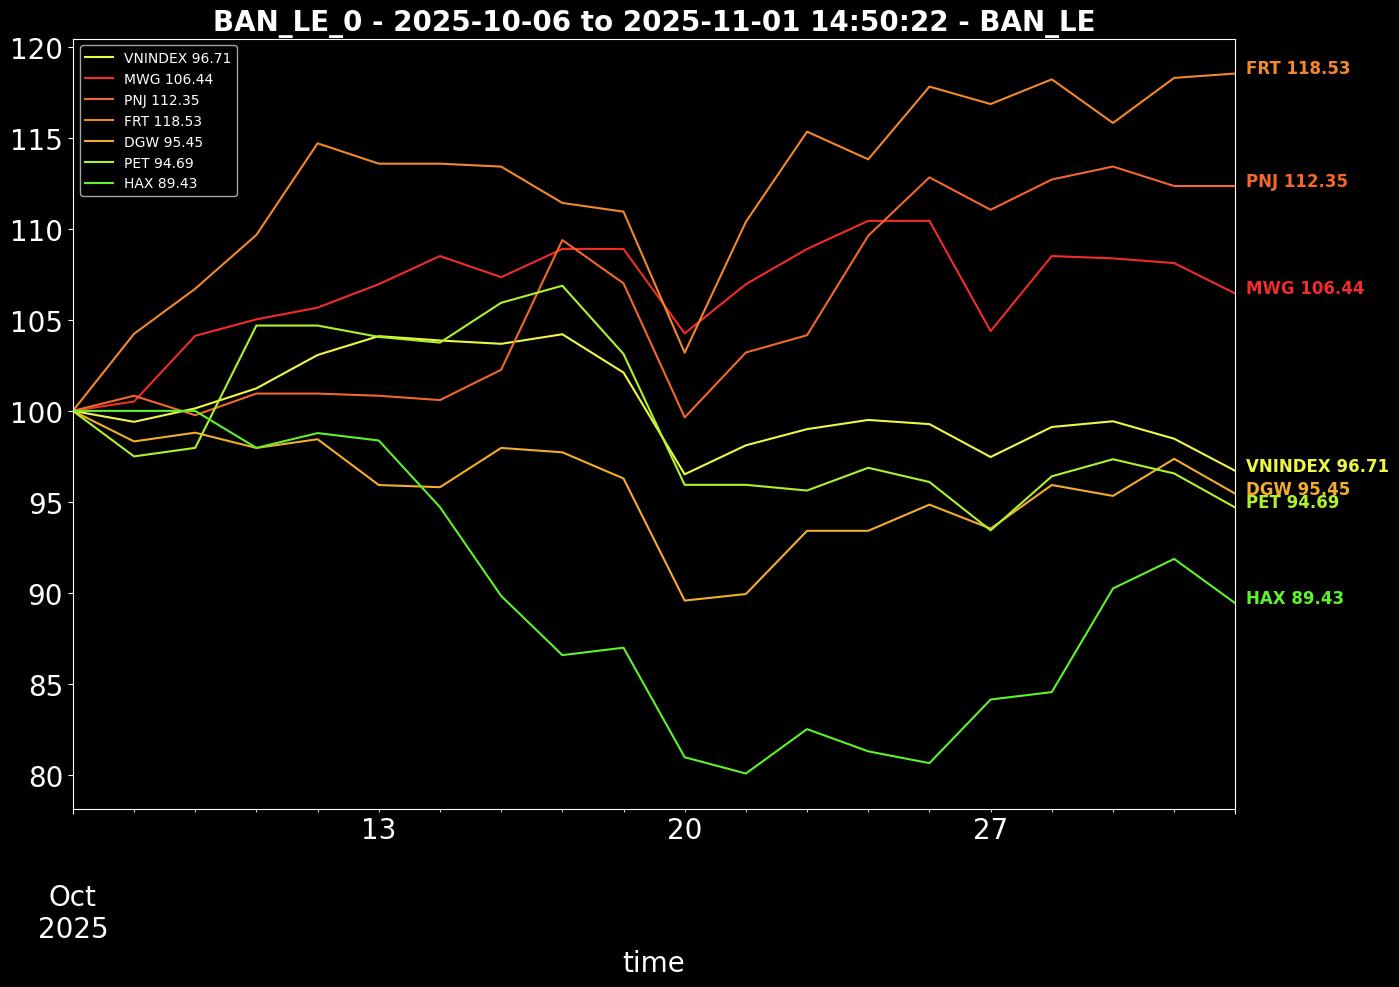 BAN_LE_0 - 2025-10-06 to 2025-11-01 14:50:22 - BAN_LE
120
115
110
105
100
95
90
85
80
VNINDEX 96.71
MWG 106.44
PNJ 112.35
FRT 118.53
DGW 95.45
PET 94.69
HAX 89.43
FRT 118.53
PNJ 112.35
MWG 106.44
VNINDEX 96.71
DGW 95.45
PET 94.69
HAX 89.43
13
20
27
Oct
2025
time